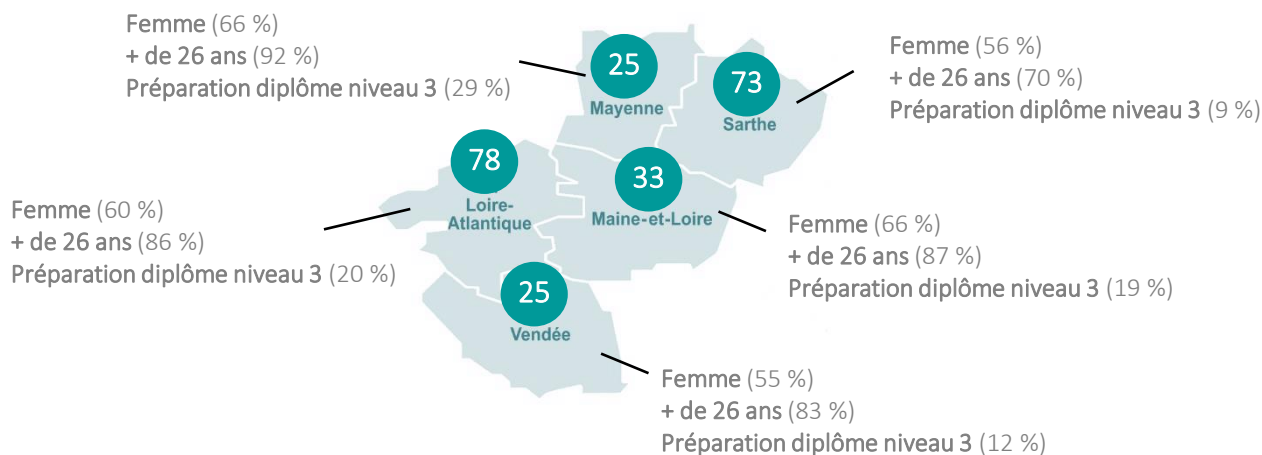 Femme (66 %)
+ de 26 ans (92 %)
Préparation diplôme niveau 3 (29 %)
25
Mayenne
73
Sarthe
Femme (56 %)
+ de 26 ans (70 %)
Préparation diplôme niveau 3 (9 %)
78
Loire-
Atlantique
33
Maine-et-Loire
Femme (60 %)
+ de 26 ans (86 %)
Préparation diplôme niveau 3 (20 %)
Femme (66 %)
+ de 26 ans (87 %)
Préparation diplôme niveau 3 (19 %)
25
Vendée
Femme (55 %)
+ de 26 ans (83 %)
Préparation diplôme niveau 3 (12 %)